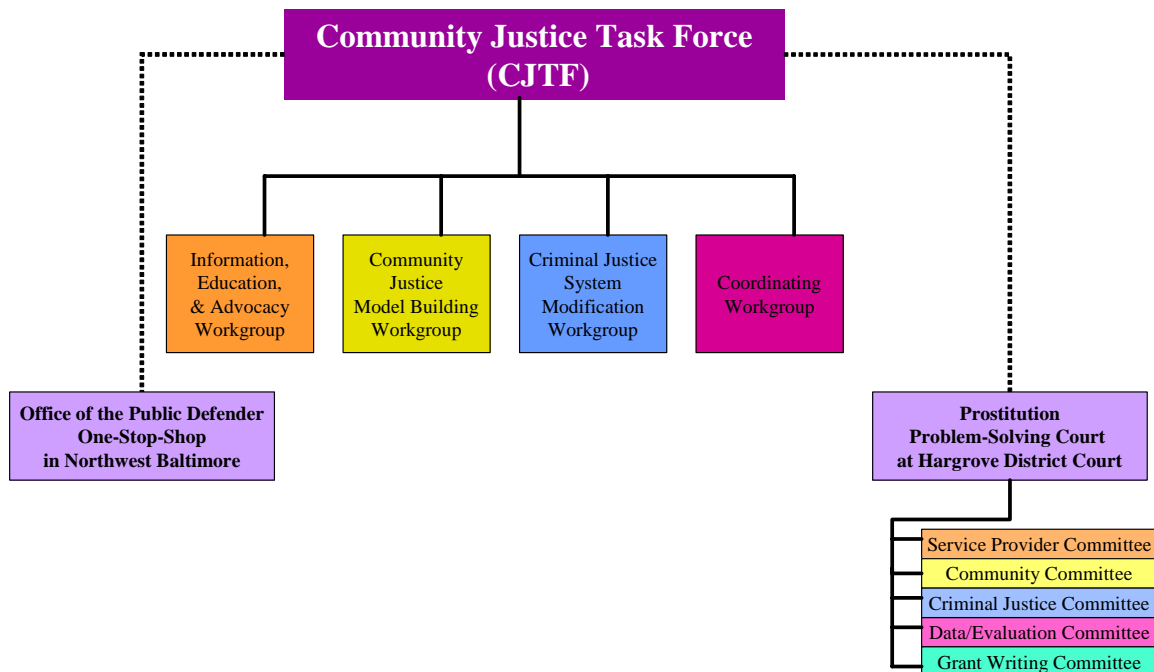 Community Justice Task Force
(CJTF)
Information,
Education,
& Advocacy
Workgroup
Community
Justice
Model Building
Workgroup
Criminal Justice
System
Modification
Workgroup
Coordinating
Workgroup
Office of the Public Defender
One-Stop-Shop
in Northwest Baltimore
Prostitution
Problem-Solving Court
at Hargrove District Court
Service Provider Committee
Community Committee
Criminal Justice Committee
Data/Evaluation Committee
Grant Writing Committee